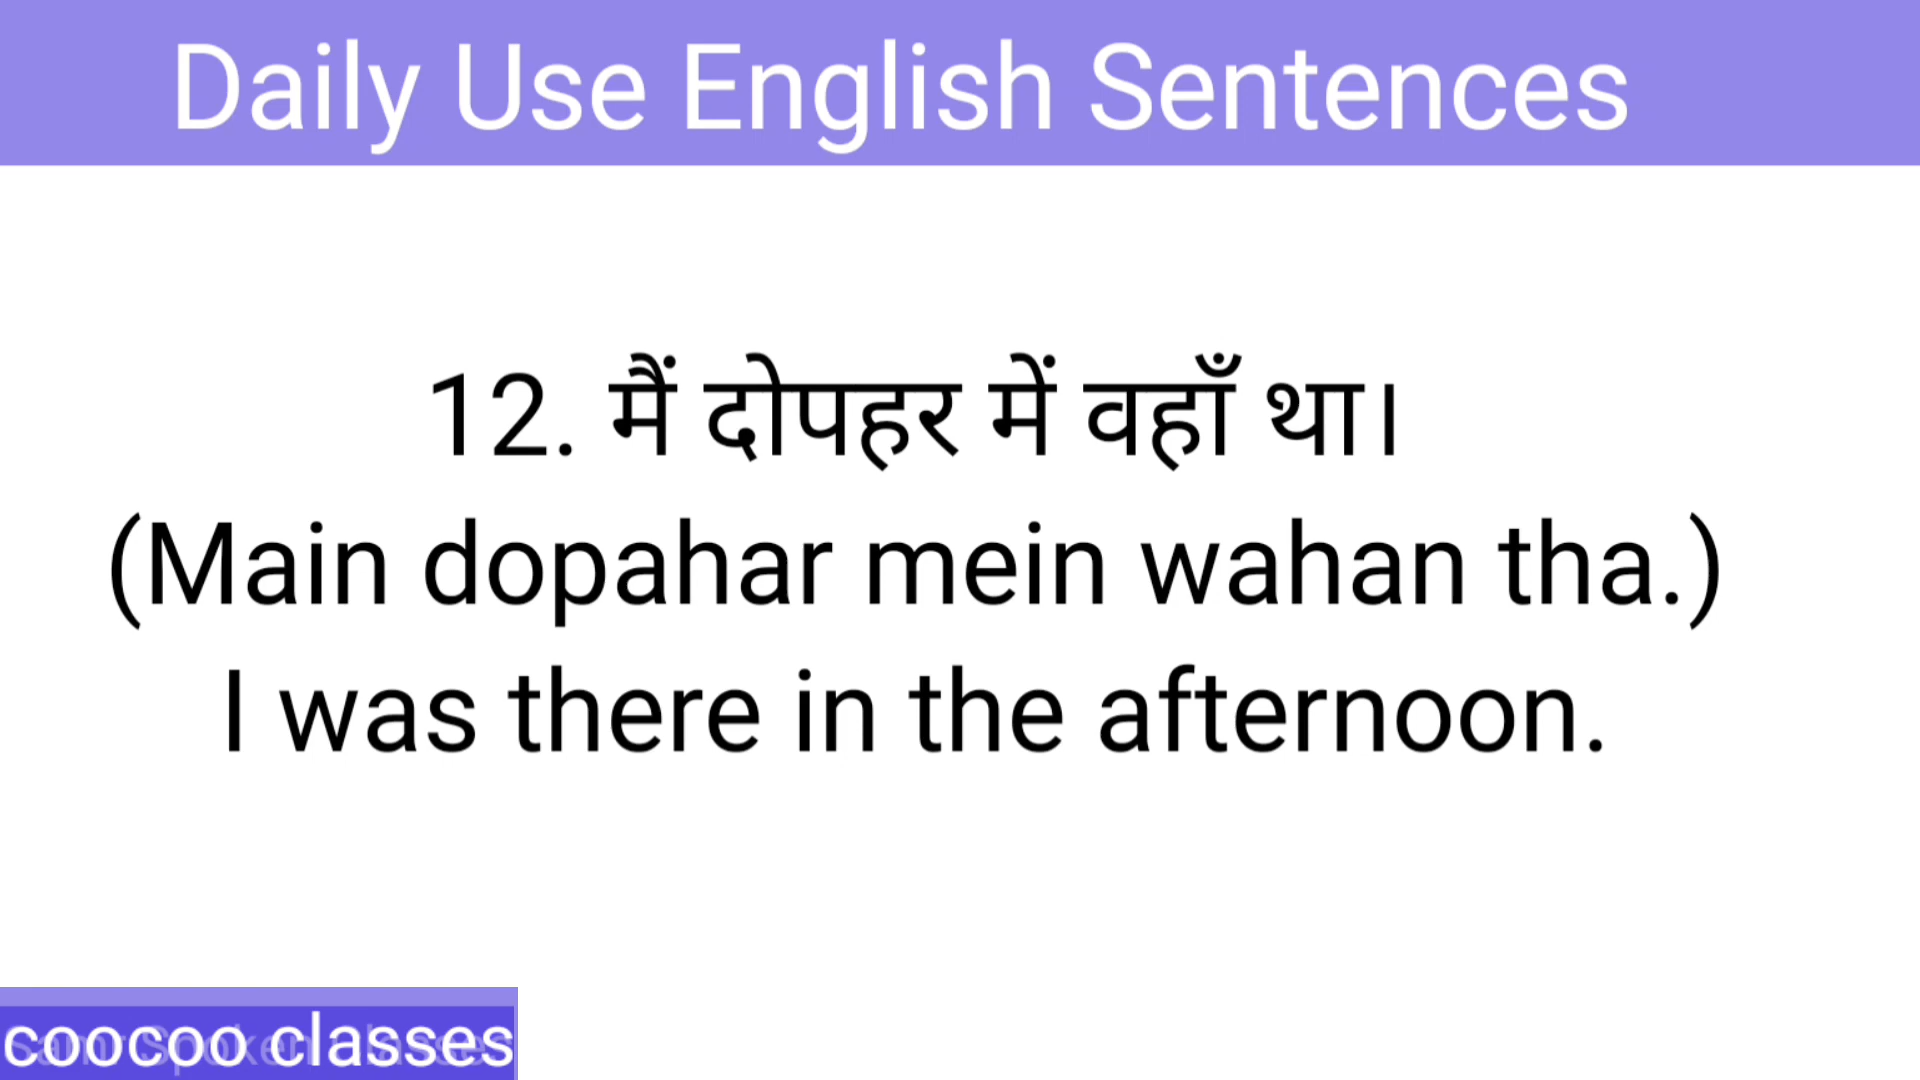 Daily Use English Sentences
12. मैं दोपहर में वहाँ था।
(Main dopahar mein wahan tha.)
I was there in the afternoon.
coocoo classes